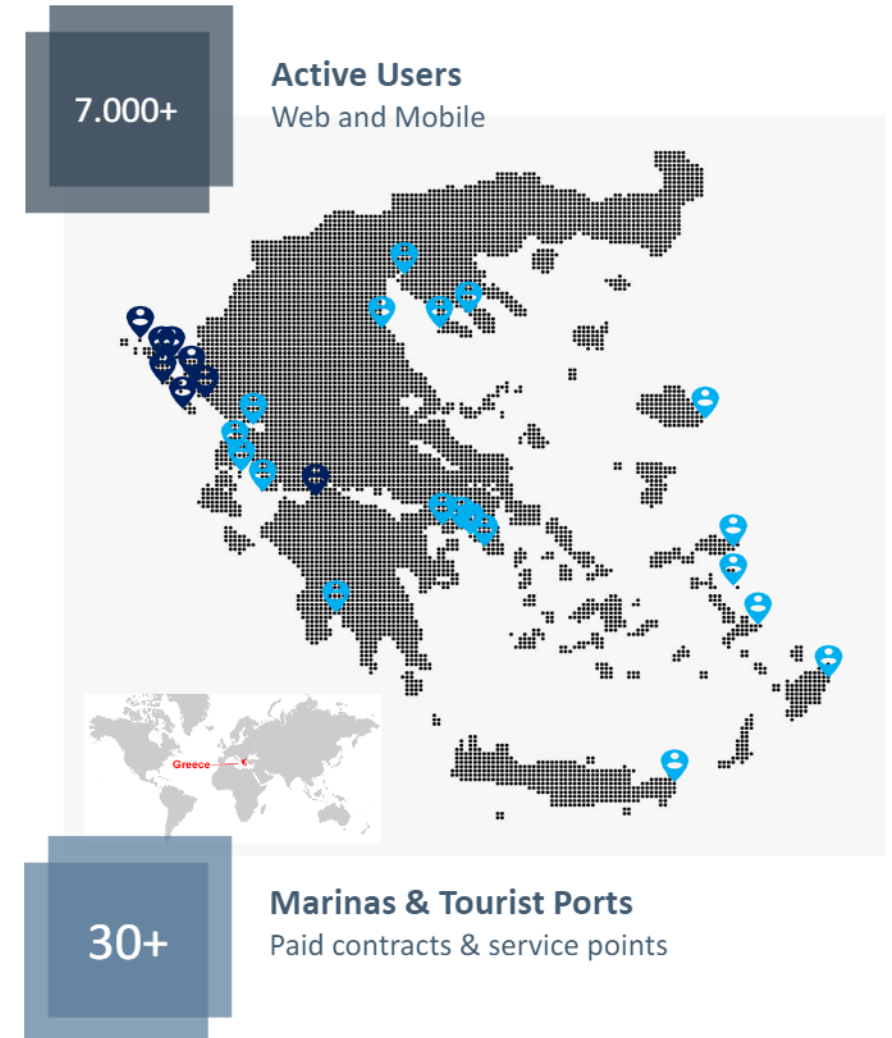 7.000+
Active Users
Web and Mobile
Greece
30+
Marinas & Tourist Ports
Paid contracts & service points